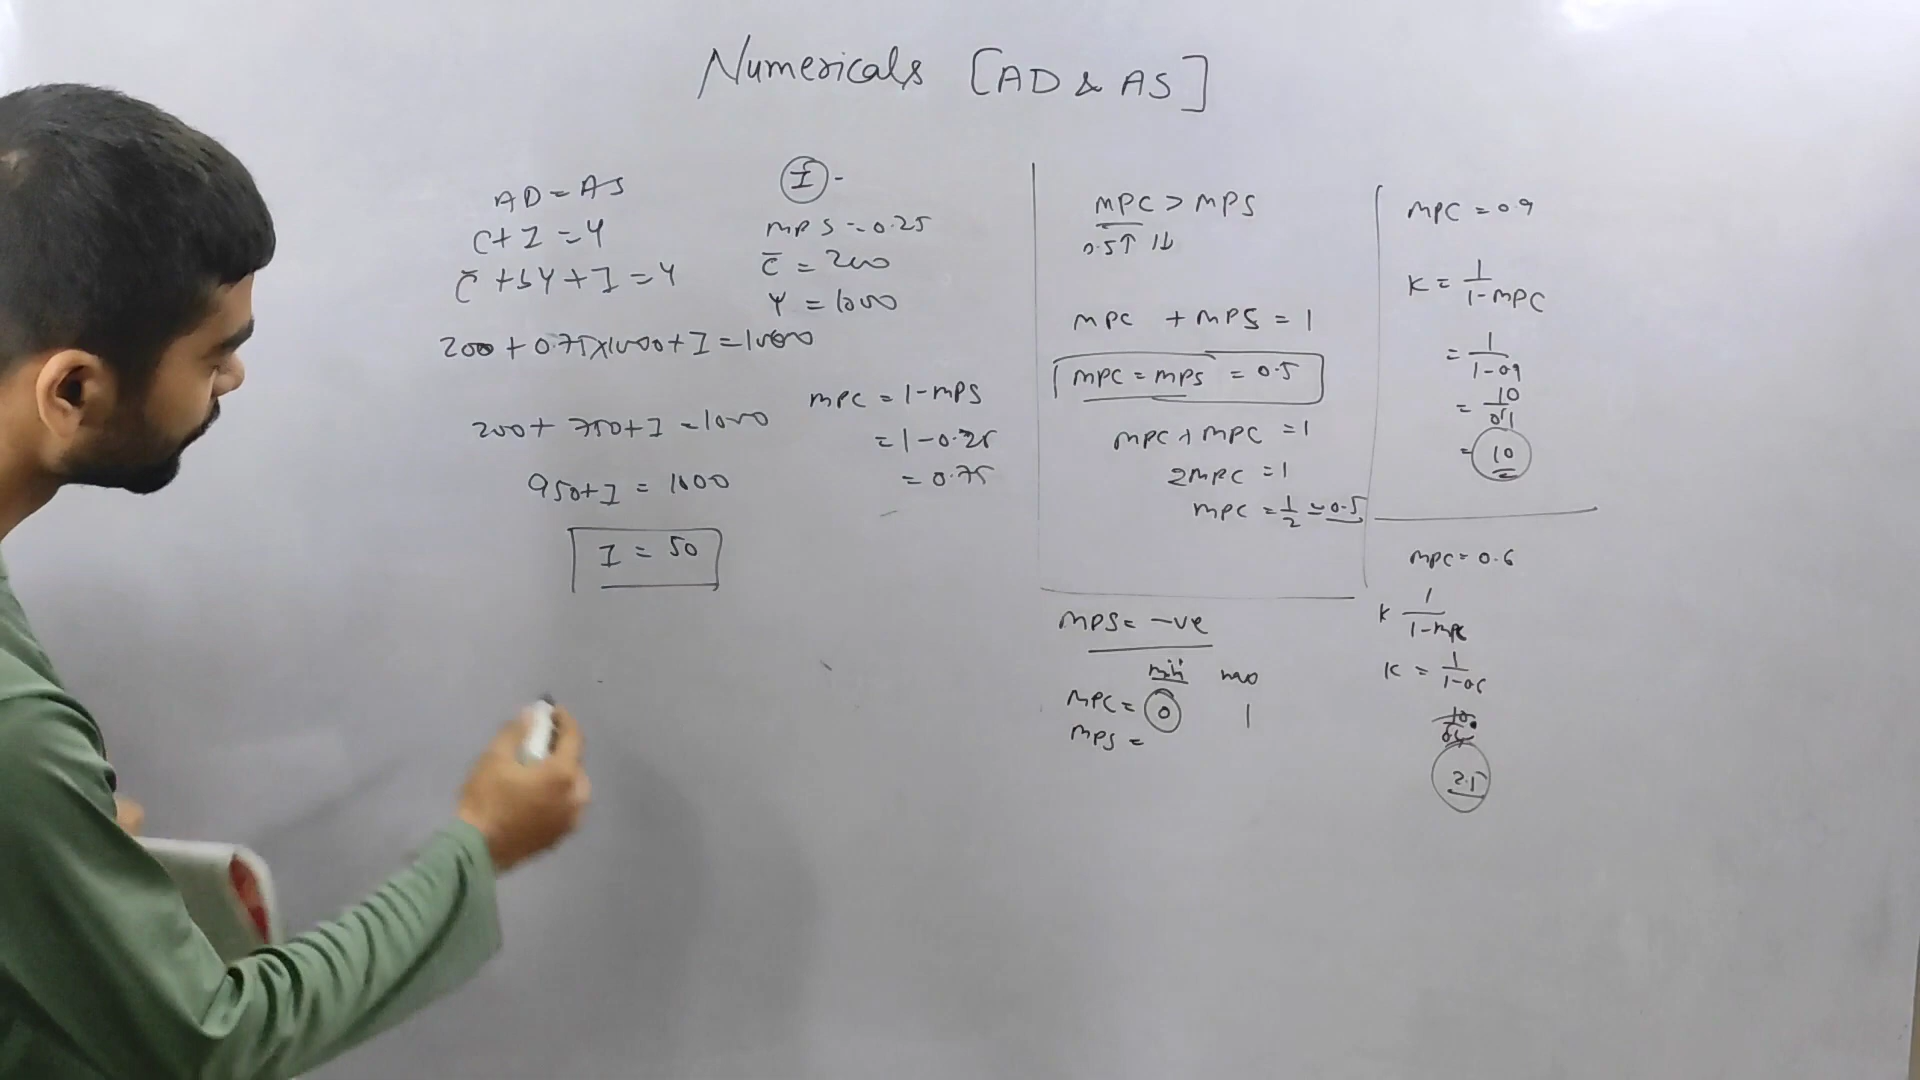 Numericals [AD & AS]
AD = AS
C + I = Y
C̄ + bY + I = Y
200 + 0.75x1000 + I = 1000
200 + 750 + I = 1000
950 + I = 1000
I = 50
I -
MPS = 0.25
C̄ = 200
Y = 1000
MPC = 1 - MPS
= 1 - 0.25
= 0.75
MPC > MPS
0.5↑ 1↓
MPC + MPS = 1
MPC = MPS = 0.5
MPC + MPC = 1
2MPC = 1
MPC = 1/2 = 0.5
MPS = -ve
MPC = 0 1
MPS =
MPC = 0.9
K = 1/1-MPC
= 1/1-0.9
= 10/0.1
= 10
MPC = 0.6
K 1/1-MPC
K = 1/1-0.6
2.5